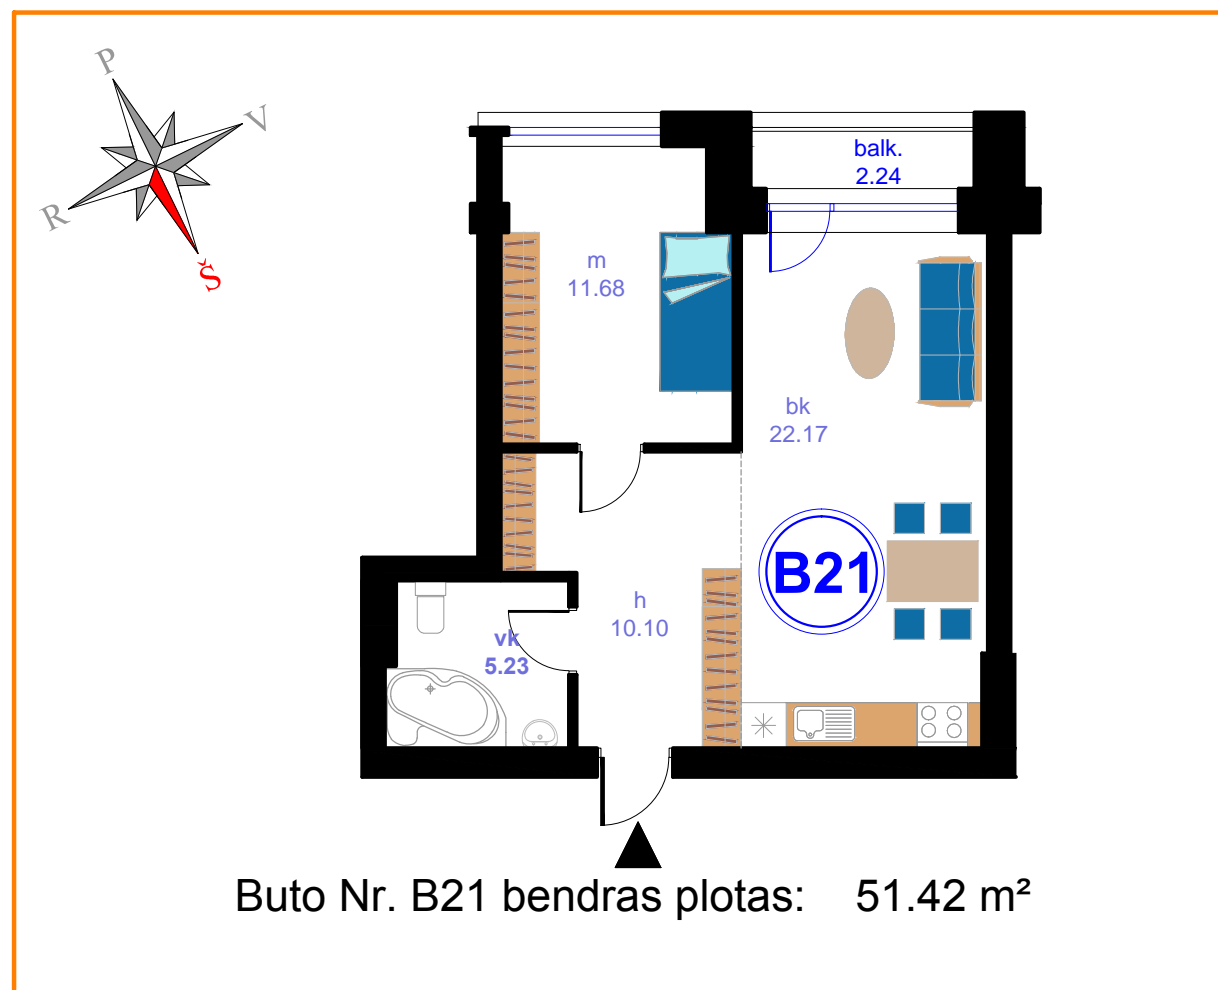 P
V
R
Š
balk.
2.24
m
11.68
bk
22.17
B21
h
10.10
vk
5.23
Buto Nr. B21 bendras plotas: 51.42 m²